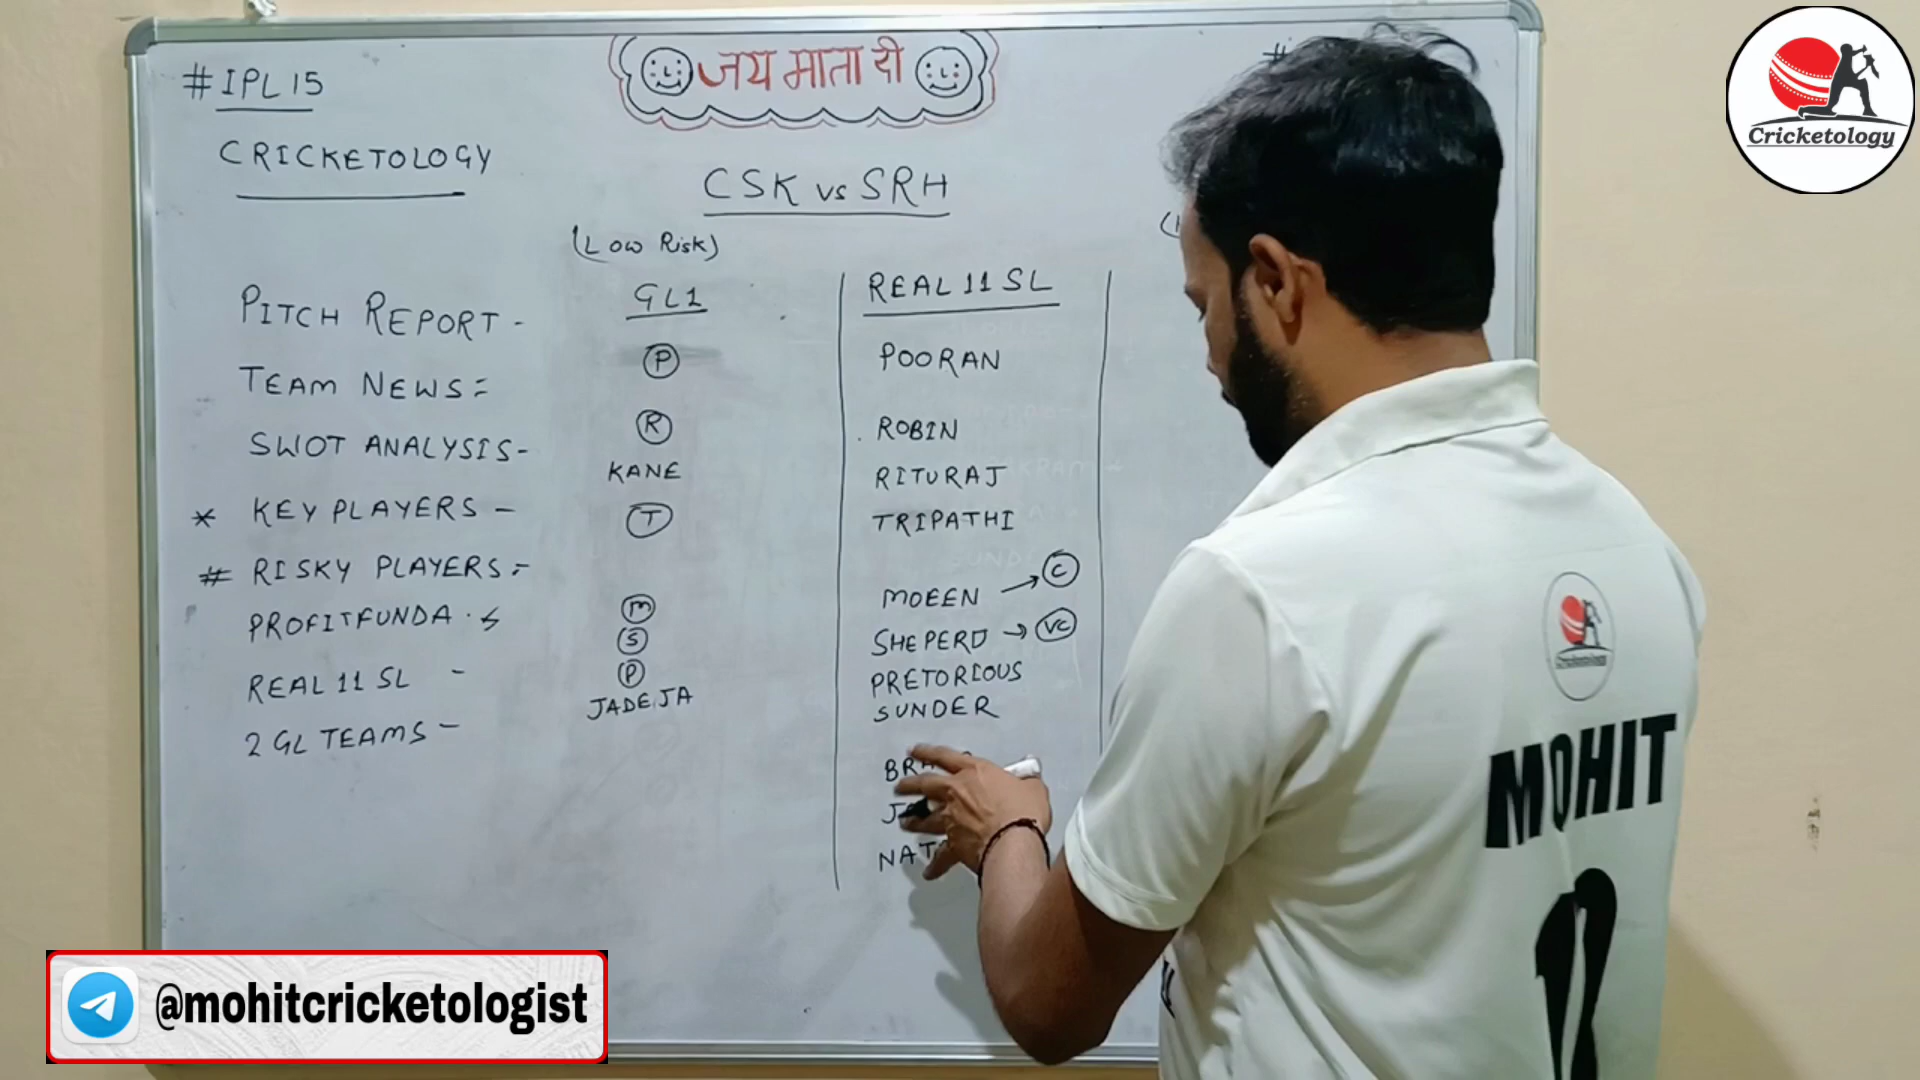 # IPL 15
जय माता दी
#
CRICKETOLOGY
CSK vs SRH
(Low Risk)
PITCH REPORT -
TEAM NEWS =
SWOT ANALYSIS -
* KEY PLAYERS -
# RISKY PLAYERS :-
PROFITFUNDA .
REAL 11 SL -
2 GL TEAMS -
GL1
P
R
KANE
T
M
S
P
JADEJA
REAL 11 SL
POORAN
ROBIN
RITURAJ
TRIPATHI
MOEEN → C
SHEPERD → VC
PRETORIOUS
SUNDER
Cricketology
MOHIT
@mohitcricketologist